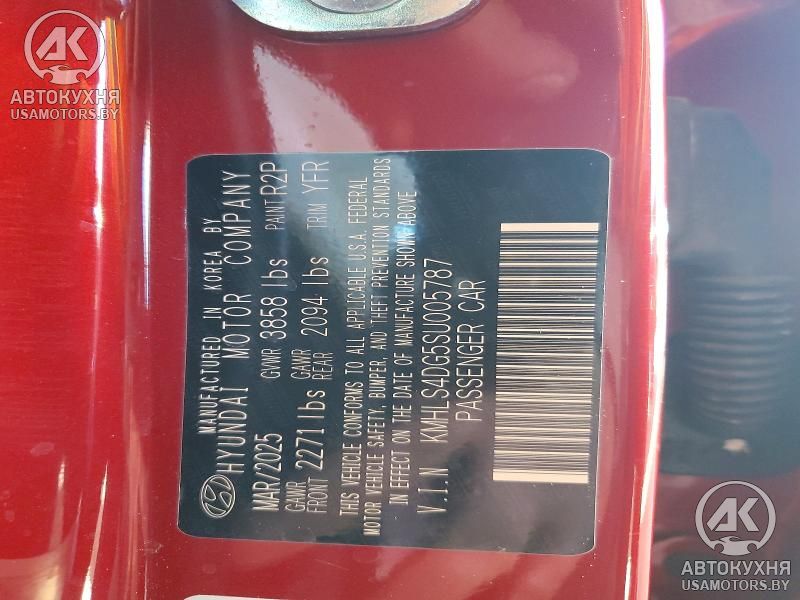 AK
АВТОКУХНЯ
USAMOTORS.BY
MANUFACTURED IN KOREA BY
HYUNDAI MOTOR COMPANY
MAR/2025 GVWR 3858 lbs PAINT R2P
GAWR FRONT 2271 lbs GAWR REAR 2094 lbs TRIM YFR
THIS VEHICLE CONFORMS TO ALL APPLICABLE U.S.A. FEDERAL
MOTOR VEHICLE SAFETY, BUMPER, AND THEFT PREVENTION STANDARDS
IN EFFECT ON THE DATE OF MANUFACTURE SHOWN ABOVE
V.I.N KMHLS4DG5SU005787
PASSENGER CAR
AK
АВТОКУХНЯ
USAMOTORS.BY